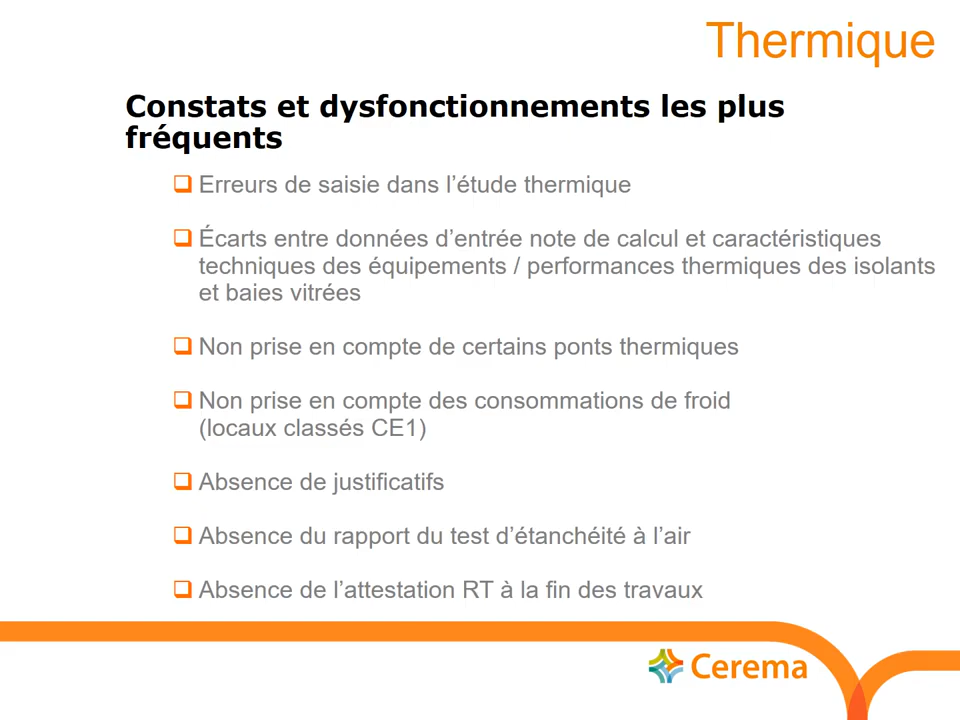 Thermique
Constats et dysfonctionnements les plus
fréquents
Erreurs de saisie dans l’étude thermique
Écarts entre données d’entrée note de calcul et caractéristiques
techniques des équipements / performances thermiques des isolants
et baies vitrées
Non prise en compte de certains ponts thermiques
Non prise en compte des consommations de froid
(locaux classés CE1)
Absence de justificatifs
Absence du rapport du test d’étanchéité à l’air
Absence de l’attestation RT à la fin des travaux
Cerema